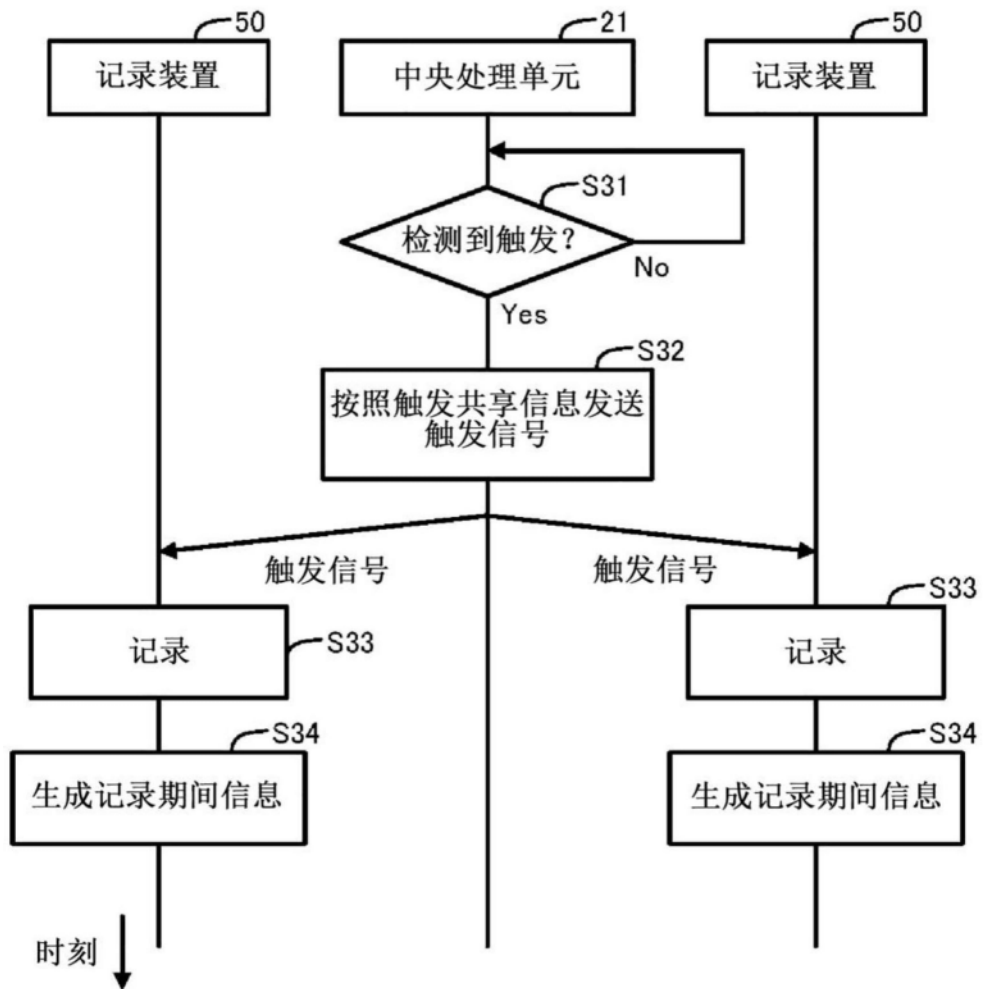 50
21
50
记录装置
中央处理单元
记录装置
S31
检测到触发？
No
Yes
S32
按照触发共享信息发送
触发信号
触发信号
触发信号
S33
记录
S33
记录
S34
S34
生成记录期间信息
生成记录期间信息
时刻